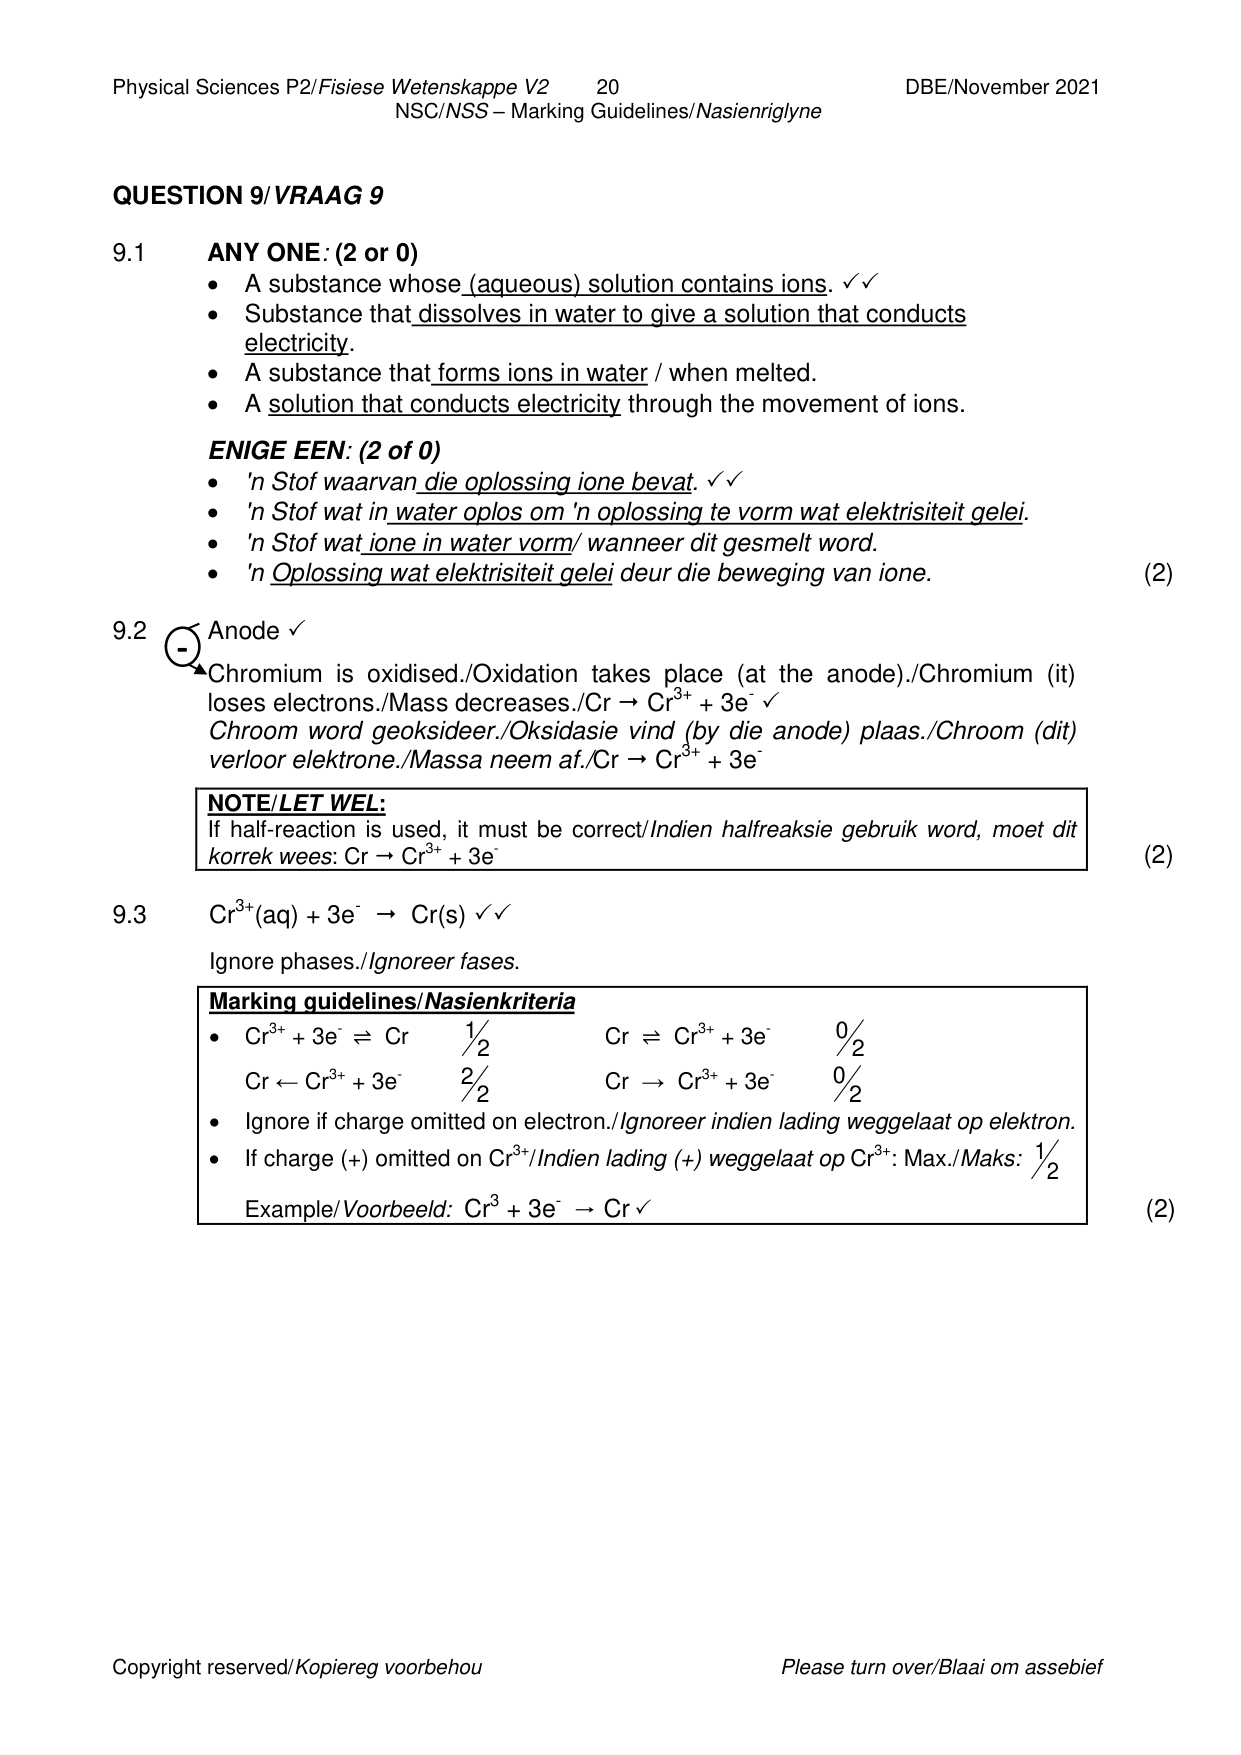 Physical Sciences P2/Fisiese Wetenskappe V2 20 DBE/November 2021
NSC/NSS – Marking Guidelines/Nasienriglyne
QUESTION 9/VRAAG 9
9.1 ANY ONE: (2 or 0)
• A substance whose (aqueous) solution contains ions. ✓✓
• Substance that dissolves in water to give a solution that conducts
electricity.
• A substance that forms ions in water / when melted.
• A solution that conducts electricity through the movement of ions.
ENIGE EEN: (2 of 0)
• 'n Stof waarvan die oplossing ione bevat. ✓✓
• 'n Stof wat in water oplos om 'n oplossing te vorm wat elektrisiteit gelei.
• 'n Stof wat ione in water vorm/ wanneer dit gesmelt word.
• 'n Oplossing wat elektrisiteit gelei deur die beweging van ione. (2)
9.2 Anode ✓
-
Chromium is oxidised./Oxidation takes place (at the anode)./Chromium (it)
loses electrons./Mass decreases./Cr → Cr³⁺ + 3e⁻ ✓
Chroom word geoksideer./Oksidasie vind (by die anode) plaas./Chroom (dit)
verloor elektrone./Massa neem af./Cr → Cr³⁺ + 3e⁻
NOTE/LET WEL:
If half-reaction is used, it must be correct/Indien halfreaksie gebruik word, moet dit
korrek wees: Cr → Cr³⁺ + 3e⁻ (2)
9.3 Cr³⁺(aq) + 3e⁻ → Cr(s) ✓✓
Ignore phases./Ignoreer fases.
Marking guidelines/Nasienkriteria
• Cr³⁺ + 3e⁻ ⇌ Cr 1/2 Cr ⇌ Cr³⁺ + 3e⁻ 0/2
Cr ← Cr³⁺ + 3e⁻ 2/2 Cr → Cr³⁺ + 3e⁻ 0/2
• Ignore if charge omitted on electron./Ignoreer indien lading weggelaat op elektron.
• If charge (+) omitted on Cr³⁺/Indien lading (+) weggelaat op Cr³⁺: Max./Maks: 1/2
Example/Voorbeeld: Cr³ + 3e⁻ → Cr ✓ (2)
Copyright reserved/Kopiereg voorbehou Please turn over/Blaai om assebief